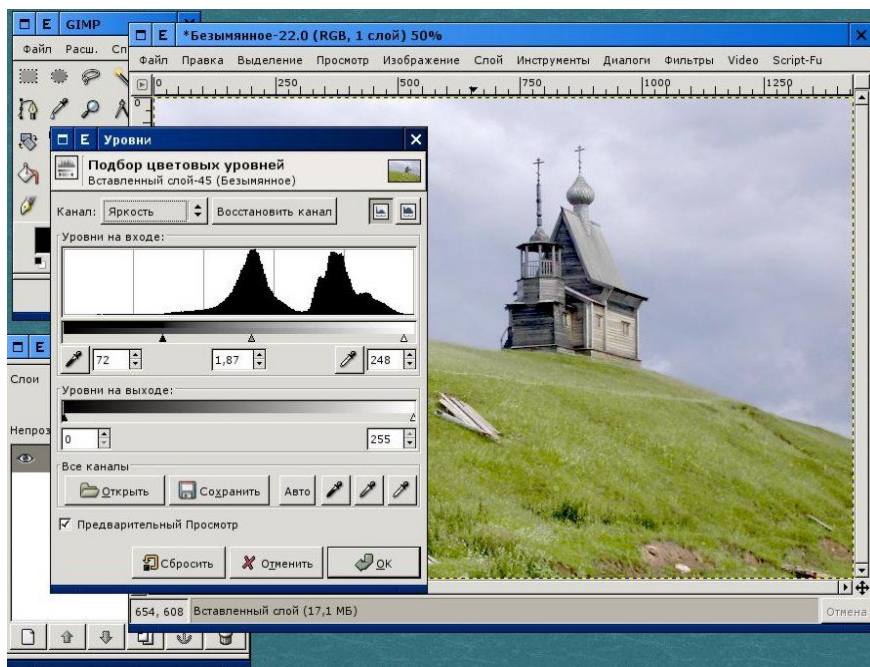 E GIMP
Файл Расш.
E *Безымянное-22.0 (RGB, 1 слой) 50%
Файл Правка Выделение Просмотр Изображение Слой Инструменты Диалоги Фильтры Video Script-Fu
0 250 500 750 1000 1250
0
E Уровни
Подбор цветовых уровней
Вставленный слой-45 (Безымянное)
Канал: Яркость Восстановить канал
Уровни на входе:
72 1,87 248
Уровни на выходе:
0 255
Все каналы
Открыть Сохранить Авто
Предварительный Просмотр
Сбросить Отменить OK
E
Слои
Непроз
654, 608 Вставленный слой (17,1 МБ) Отмена